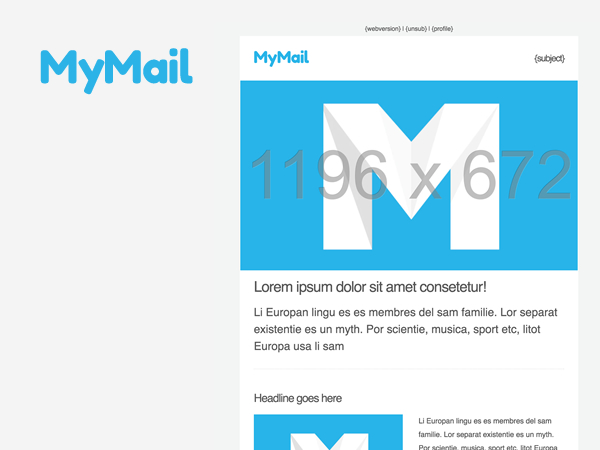 {webversion} | {unsub} | {profile}
MyMail
MyMail
{subject}
M
1196 x 672
Lorem ipsum dolor sit amet consetetur!
Li Europan lingu es es membres del sam familie. Lor separat
existentie es un myth. Por scientie, musica, sport etc, litot
Europa usa li sam
Headline goes here
Li Europan lingu es es membres del sam familie.
Lor separat existentie es un myth.
Por scientie, musica, sport etc, litot Europa